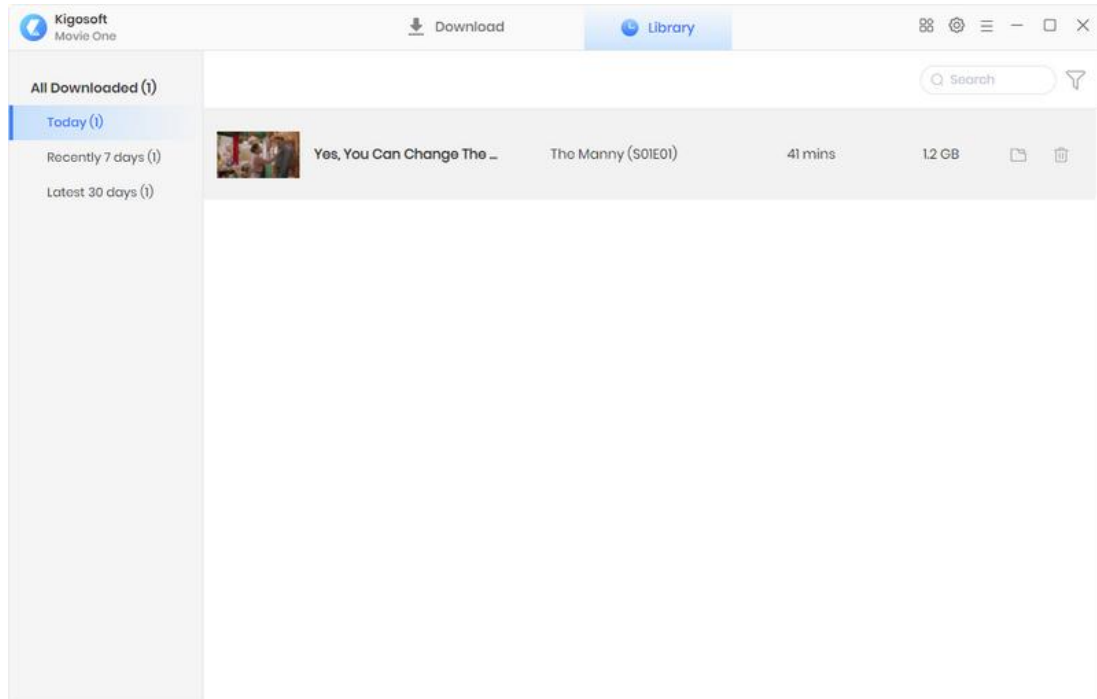 Kigosoft
Movie One
Download
Library
All Downloaded (1)
Today (1)
Recently 7 days (1)
Latest 30 days (1)
Search
Yes, You Can Change The ...
The Manny (S01E01)
41 mins
1.2 GB